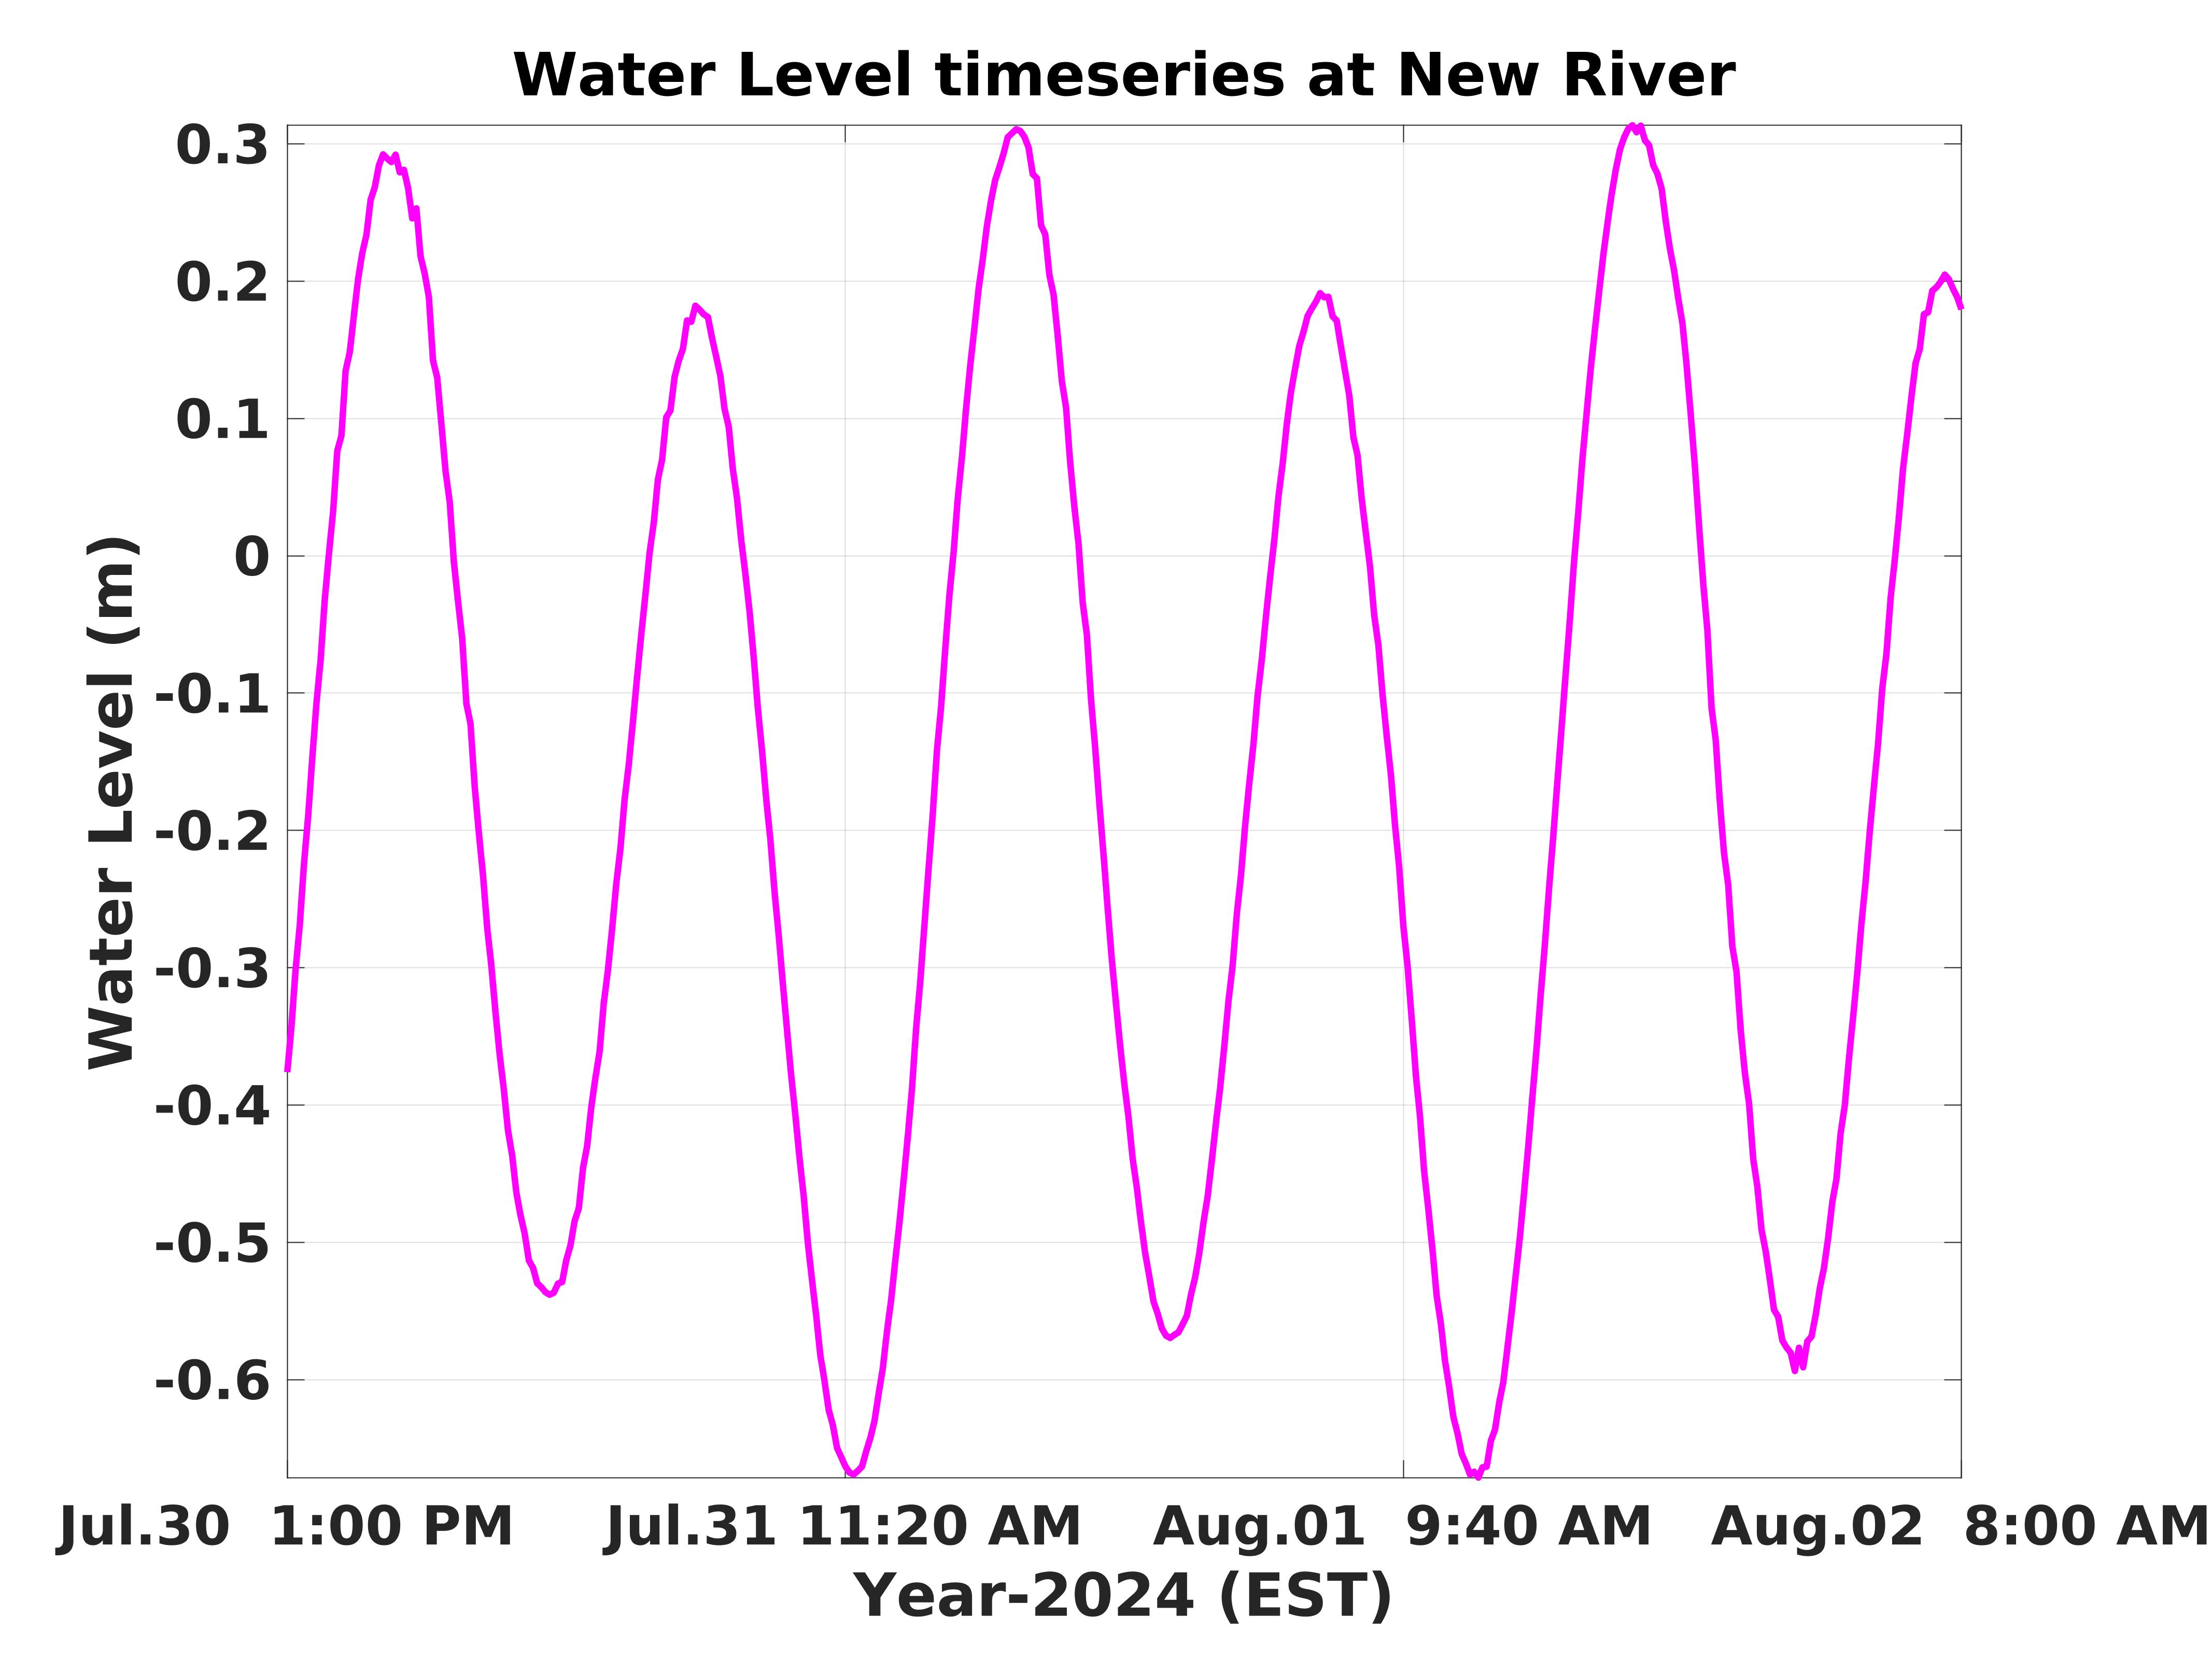 Water Level timeseries at New River
0.3
0.2
0.1
0
-0.1
-0.2
-0.3
-0.4
-0.5
-0.6
Water Level (m)
Jul.30  1:00 PM
Jul.31 11:20 AM
Aug.01  9:40 AM
Aug.02  8:00 AM
Year-2024 (EST)